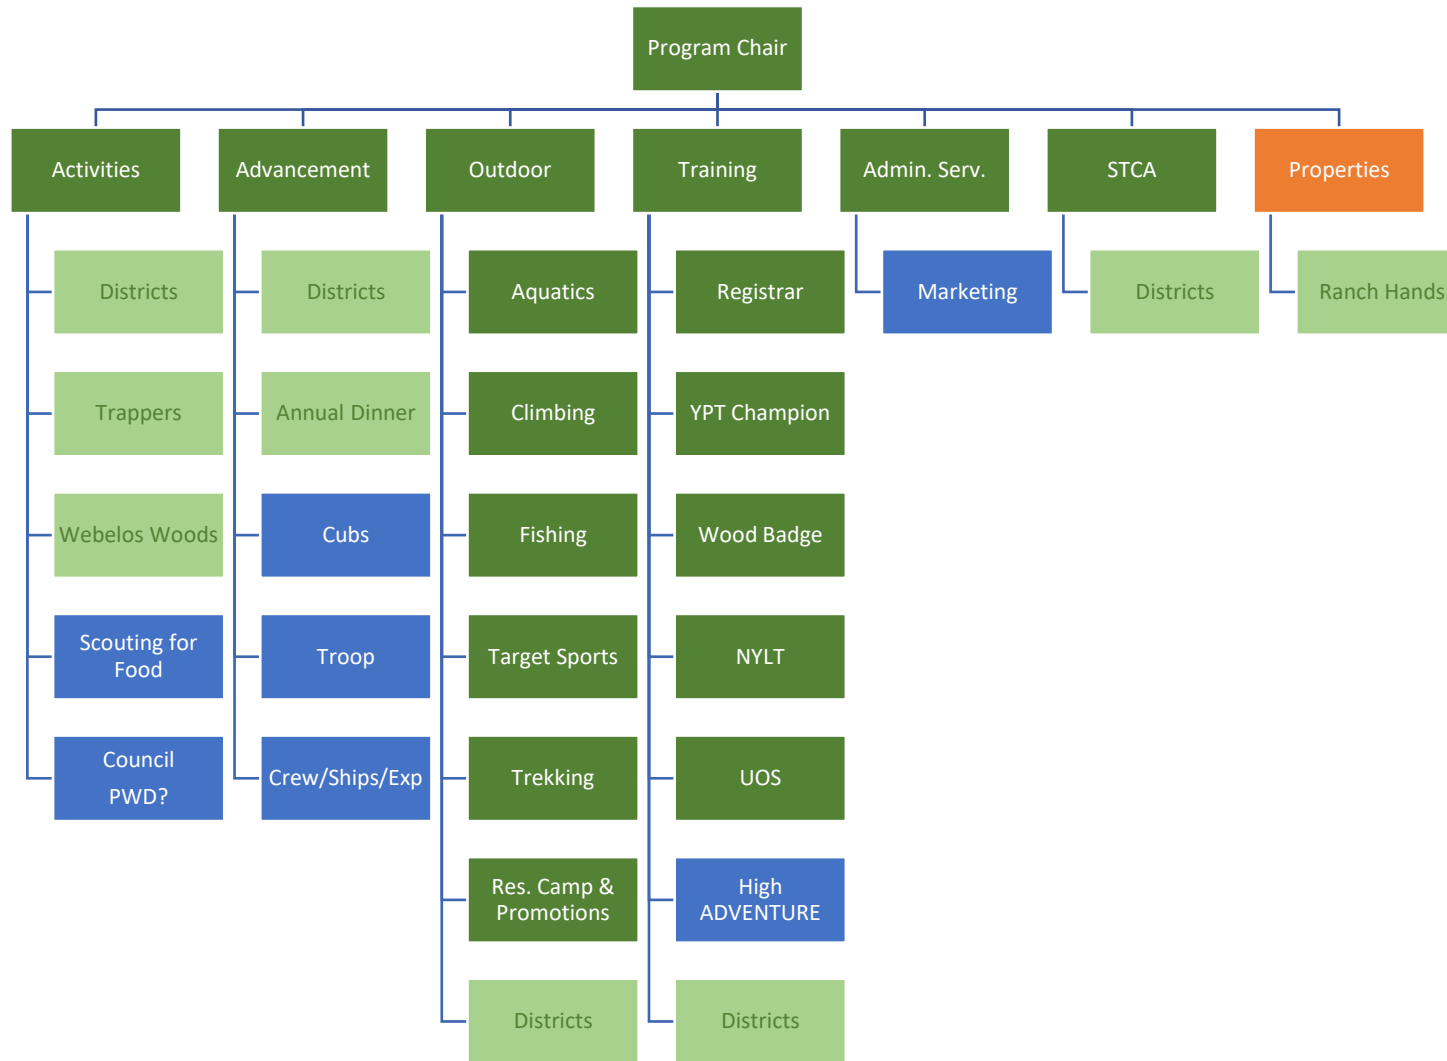 Program Chair
Activities
Advancement
Outdoor
Training
Admin. Serv.
STCA
Properties
Districts
Districts
Aquatics
Registrar
Marketing
Districts
Ranch Hands
Trappers
Annual Dinner
Climbing
YPT Champion
Webelos Woods
Cubs
Fishing
Wood Badge
Scouting for
Food
Troop
Target Sports
NYLT
Council
PWD?
Crew/Ships/Exp
Trekking
UOS
Res. Camp &
Promotions
High
ADVENTURE
Districts
Districts